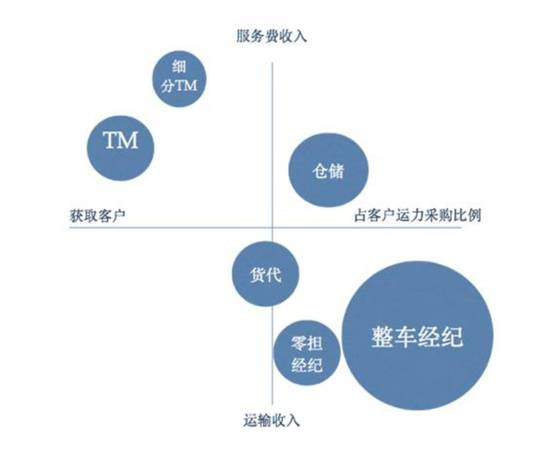 服务费收入
细
分TM
TM
仓储
获取客户
占客户运力采购比例
货代
整车经纪
零担
经纪
运输收入